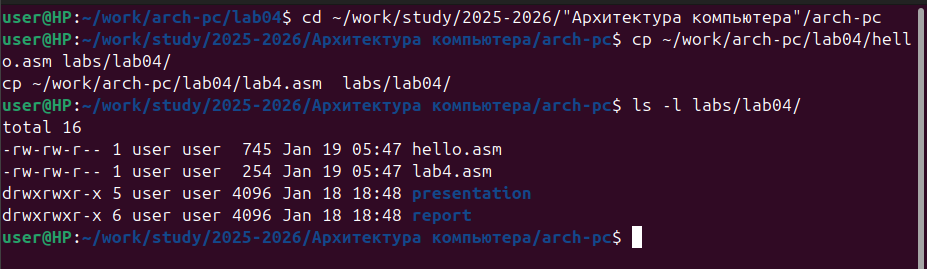 user@HP:~/work/arch-pc/lab04$ cd ~/work/study/2025-2026/"Архитектура компьютера"/arch-pc
user@HP:~/work/study/2025-2026/Архитектура компьютера/arch-pc$ cp ~/work/arch-pc/lab04/hell
o.asm labs/lab04/
cp ~/work/arch-pc/lab04/lab4.asm  labs/lab04/
user@HP:~/work/study/2025-2026/Архитектура компьютера/arch-pc$ ls -l labs/lab04/
total 16
-rw-rw-r-- 1 user user  745 Jan 19 05:47 hello.asm
-rw-rw-r-- 1 user user  254 Jan 19 05:47 lab4.asm
drwxrwxr-x 5 user user 4096 Jan 18 18:48 presentation
drwxrwxr-x 6 user user 4096 Jan 18 18:48 report
user@HP:~/work/study/2025-2026/Архитектура компьютера/arch-pc$